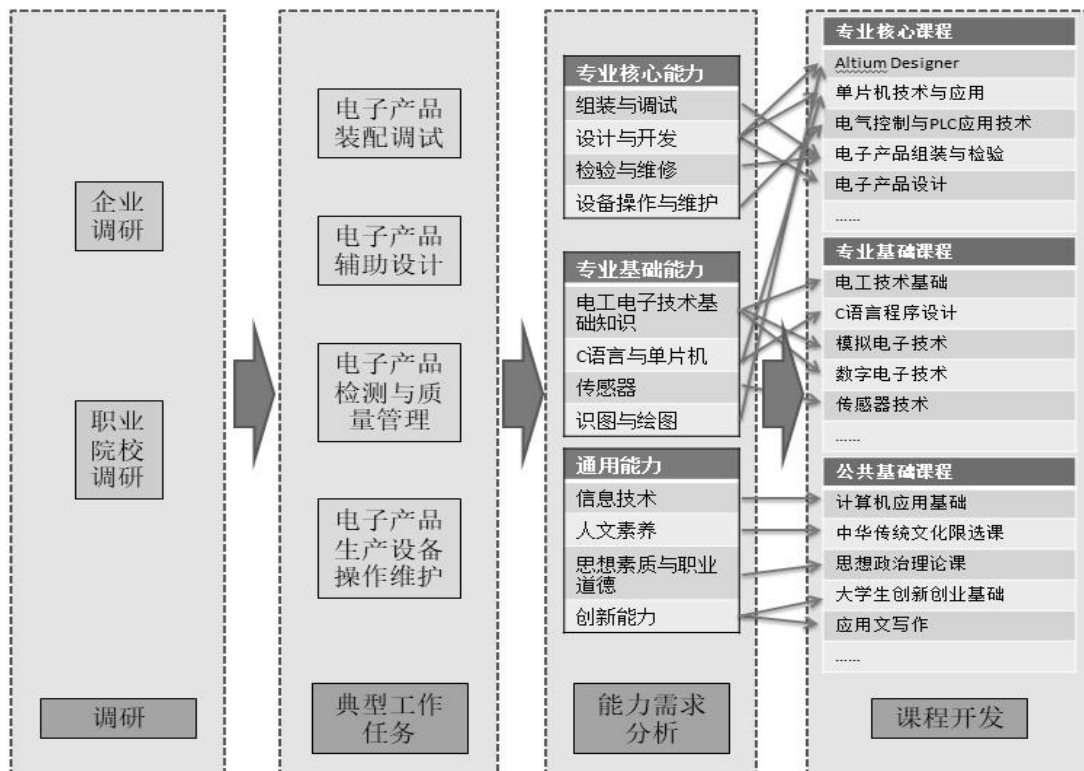 企业
调研
职业
院校
调研
调研
电子产品
装配调试
电子产品
辅助设计
电子产品
检测与质
量管理
电子产品
生产设备
操作维护
典型工作
任务
专业核心能力
组装与调试
设计与开发
检验与维修
设备操作与维护
专业基础能力
电工电子技术基
础知识
C语言与单片机
传感器
识图与绘图
通用能力
信息技术
人文素养
思想素质与职业
道德
创新能力
能力需求
分析
专业核心课程
Altium Designer
单片机技术与应用
电气控制与PLC应用技术
电子产品组装与检验
电子产品设计
……
专业基础课程
电工技术基础
C语言程序设计
模拟电子技术
数字电子技术
传感器技术
……
公共基础课程
计算机应用基础
中华传统文化限选课
思想政治理论课
大学生创新创业基础
应用文写作
……
课程开发